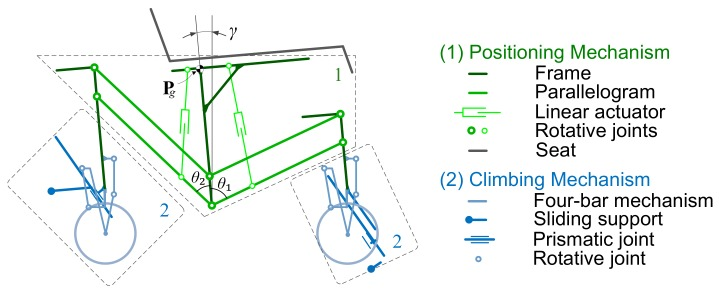 γ
1
P_g
θ₂ θ₁
2
2
(1) Positioning Mechanism
Frame
Parallelogram
Linear actuator
Rotative joints
Seat
(2) Climbing Mechanism
Four-bar mechanism
Sliding support
Prismatic joint
Rotative joint